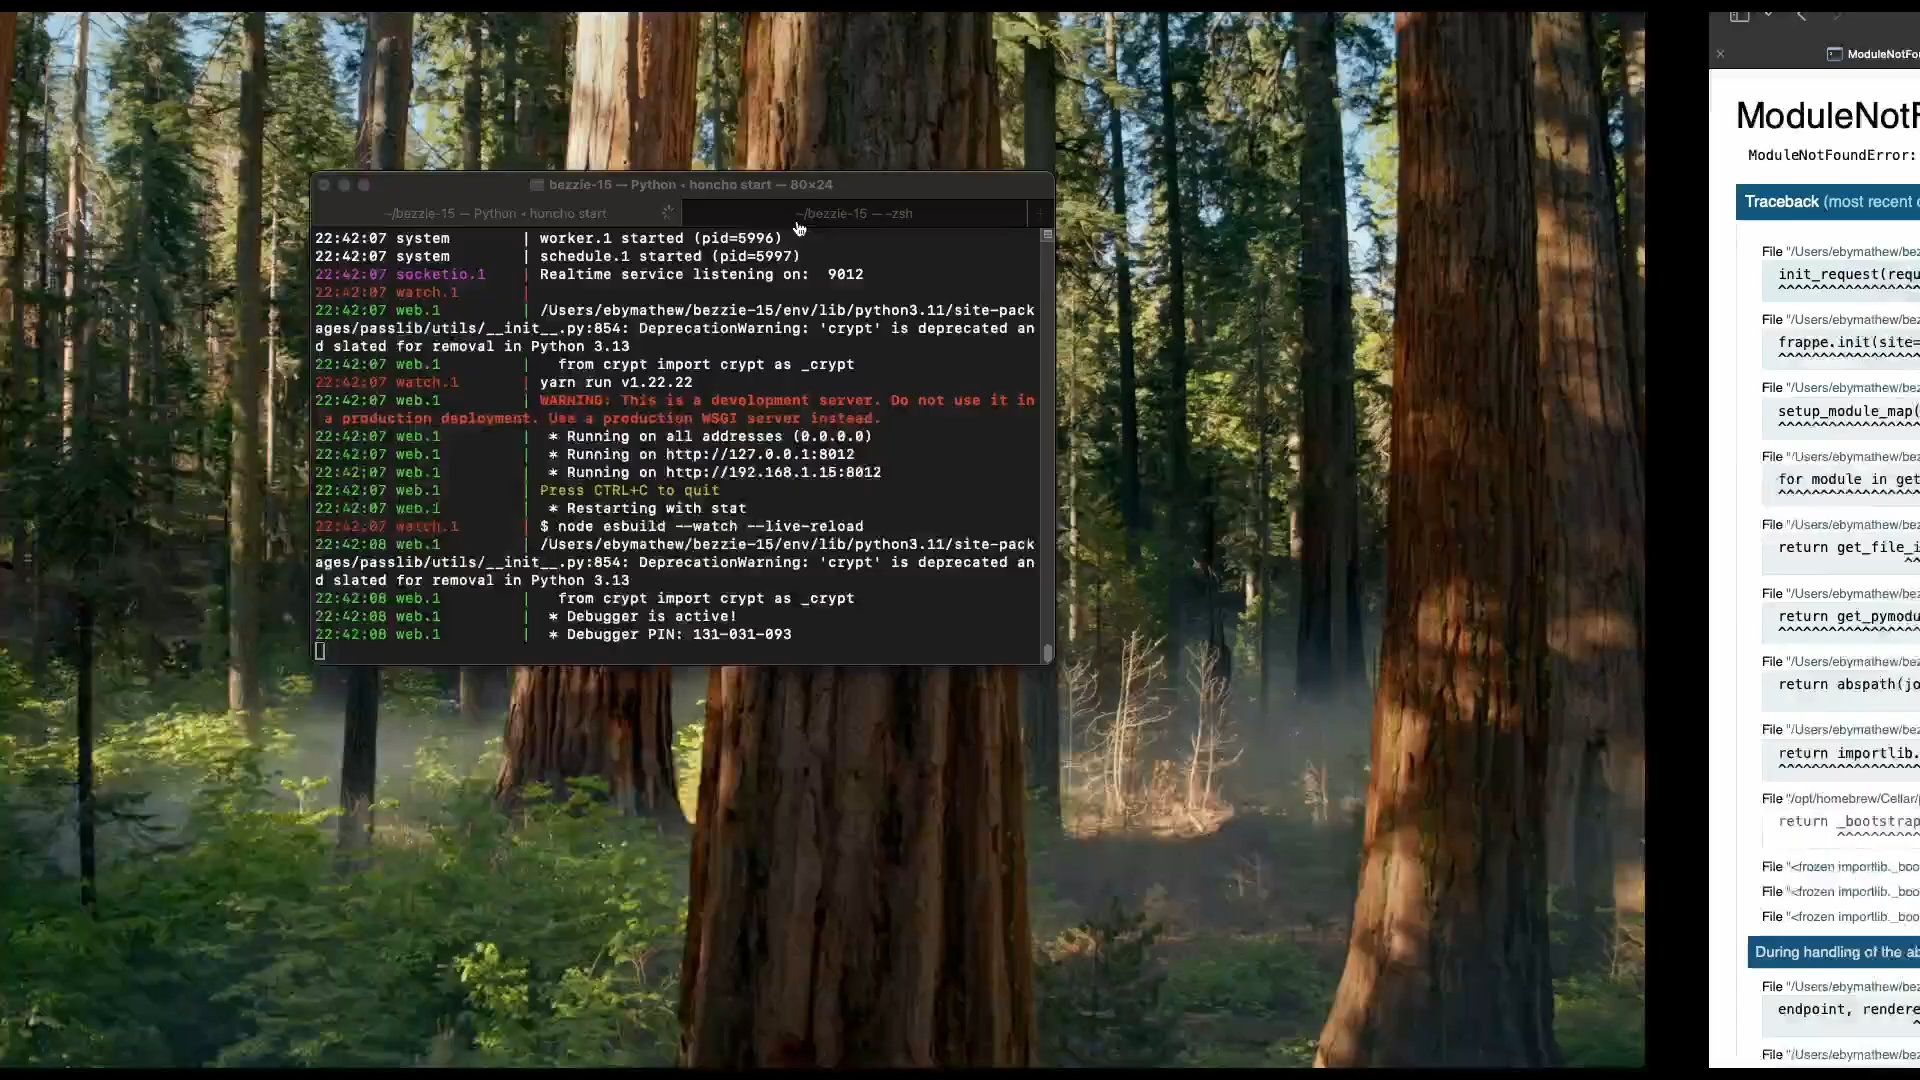 bezzie-15 — Python • honcho start — 80×24
~/bezzie-15 — Python • honcho start
~/bezzie-15 — -zsh
22:42:07 system        | worker.1 started (pid=5996)
22:42:07 system        | schedule.1 started (pid=5997)
22:42:07 socketio.1    | Realtime service listening on:  9012
22:42:07 watch.1       |
22:42:07 web.1         | /Users/ebymathew/bezzie-15/env/lib/python3.11/site-pack
ages/passlib/utils/__init__.py:854: DeprecationWarning: 'crypt' is deprecated an
d slated for removal in Python 3.13
22:42:07 web.1         |   from crypt import crypt as _crypt
22:42:07 watch.1       | yarn run v1.22.22
22:42:07 web.1         | WARNING: This is a development server. Do not use it in
 a production deployment. Use a production WSGI server instead.
22:42:07 web.1         |  * Running on all addresses (0.0.0.0)
22:42:07 web.1         |  * Running on http://127.0.0.1:8012
22:42:07 web.1         |  * Running on http://192.168.1.15:8012
22:42:07 web.1         | Press CTRL+C to quit
22:42:07 web.1         |  * Restarting with stat
22:42:07 watch.1       | $ node esbuild --watch --live-reload
22:42:08 web.1         | /Users/ebymathew/bezzie-15/env/lib/python3.11/site-pack
ages/passlib/utils/__init__.py:854: DeprecationWarning: 'crypt' is deprecated an
d slated for removal in Python 3.13
22:42:08 web.1         |   from crypt import crypt as _crypt
22:42:08 web.1         |  * Debugger is active!
22:42:08 web.1         |  * Debugger PIN: 131-031-093
ModuleNotFou
ModuleNotF
ModuleNotFoundError:
Traceback (most recent c
File "/Users/ebymathew/bez
init_request(requ
^^^^^^^^^^^^^^^^^
File "/Users/ebymathew/bez
frappe.init(site=
^^^^^^^^^^^^^^^^^
File "/Users/ebymathew/bez
setup_module_map(
^^^^^^^^^^^^^^^^^
File "/Users/ebymathew/bez
for module in get
^^^^^^^^^^^^^^^^^
File "/Users/ebymathew/bez
return get_file_i
^^
File "/Users/ebymathew/bez
return get_pymodu
^^^^^^^^^^^^^^^^^
File "/Users/ebymathew/bez
return abspath(jo
File "/Users/ebymathew/bez
return importlib.
^^^^^^^^^^^^^^^^^
File "/opt/homebrew/Cellar/
return _bootstrap
^^^^^^^^^^
File "<frozen importlib._boo
File "<frozen importlib._boo
File "<frozen importlib._boo
During handling of the ab
File "/Users/ebymathew/bez
endpoint, rendere
^
File "/Users/ebymathew/bez